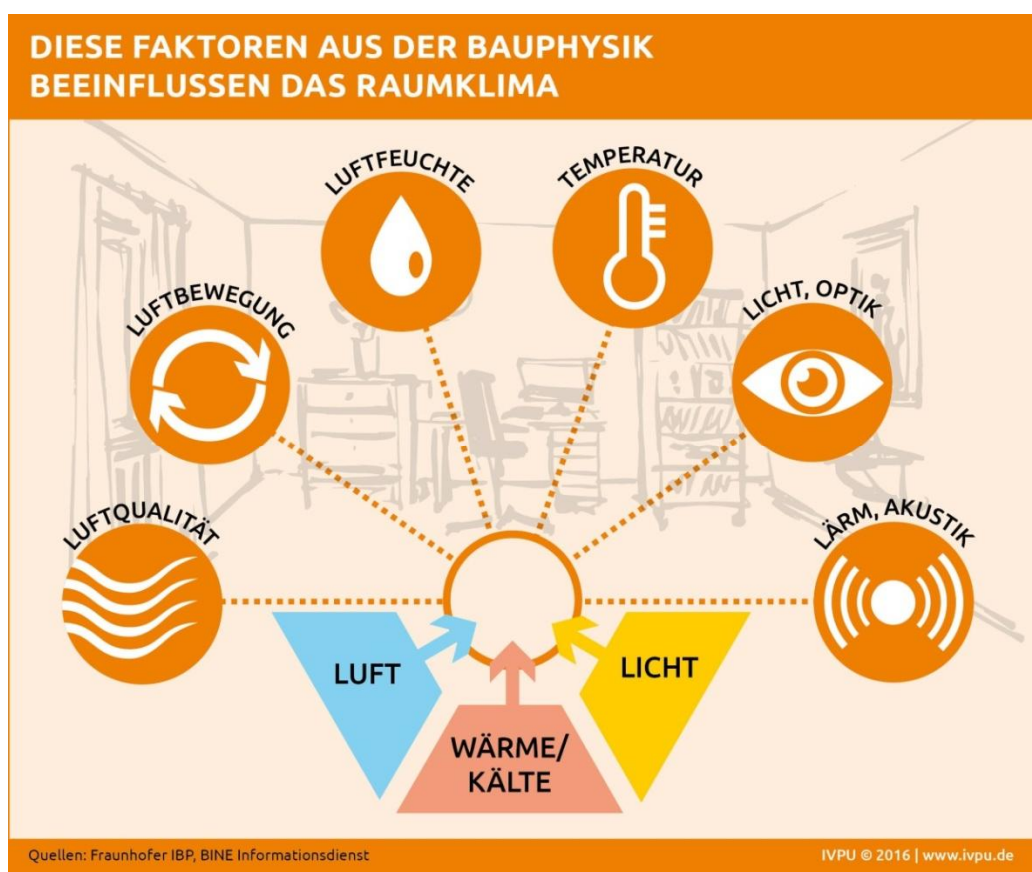 DIESE FAKTOREN AUS DER BAUPHYSIK
BEEINFLUSSEN DAS RAUMKLIMA
LUFTFEUCHTE
TEMPERATUR
LUFTBEWEGUNG
LICHT, OPTIK
LUFTQUALITÄT
LÄRM, AKUSTIK
LUFT
LICHT
WÄRME/
KÄLTE
Quellen: Fraunhofer IBP, BINE Informationsdienst
IVPU © 2016 | www.ivpu.de